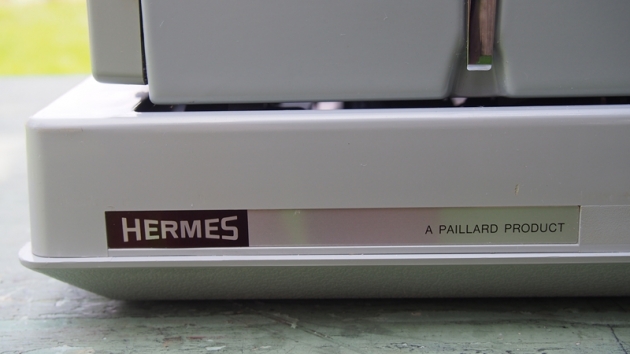 HERMES A PAILLARD PRODUCT